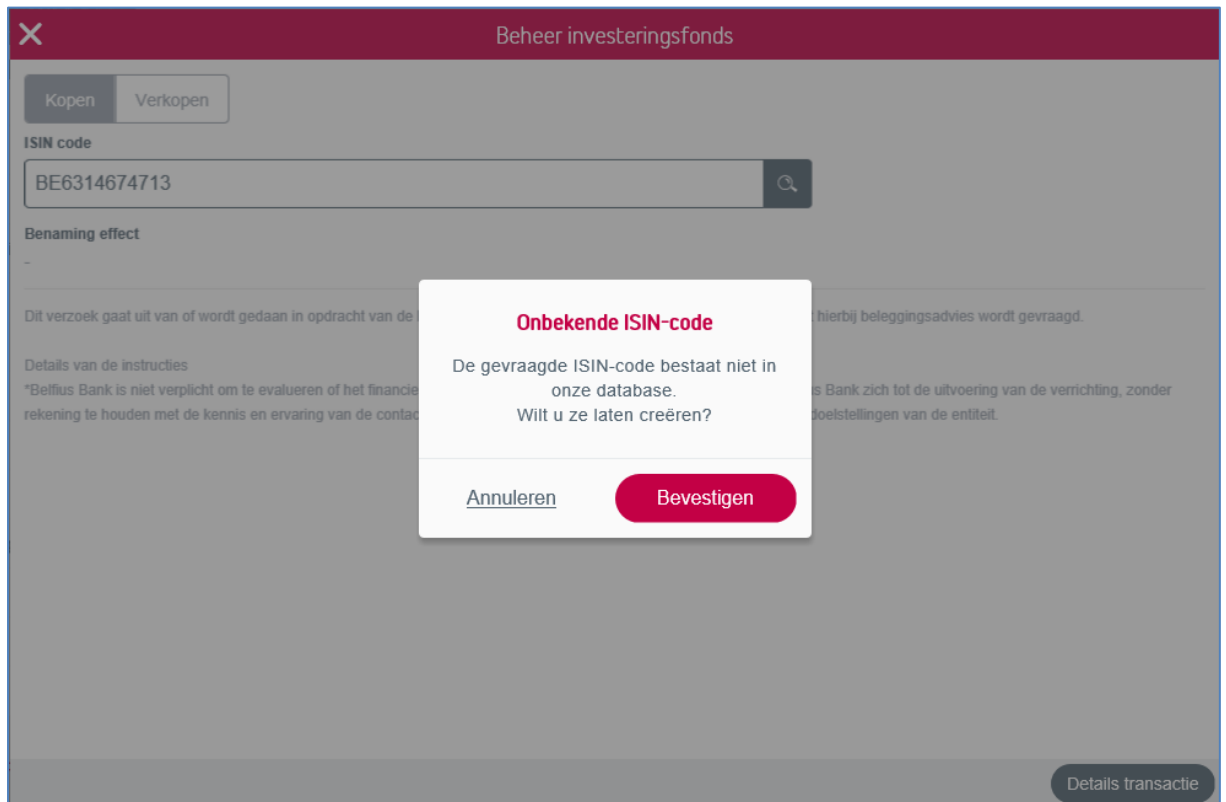 Beheer investeringsfonds
Kopen Verkopen
ISIN code
BE6314674713
Benaming effect
-
Dit verzoek gaat uit van of wordt gedaan in opdracht van de hierbij beleggingsadvies wordt gevraagd.
Details van de instructies
*Belfius Bank is niet verplicht om te evalueren of het Bank zich tot de uitvoering van de verrichting, zonder
rekening te houden met de kennis en ervaring van de doelstellingen van de entiteit.
Onbekende ISIN-code
De gevraagde ISIN-code bestaat niet in
onze database.
Wilt u ze laten creëren?
Annuleren Bevestigen
Details transactie